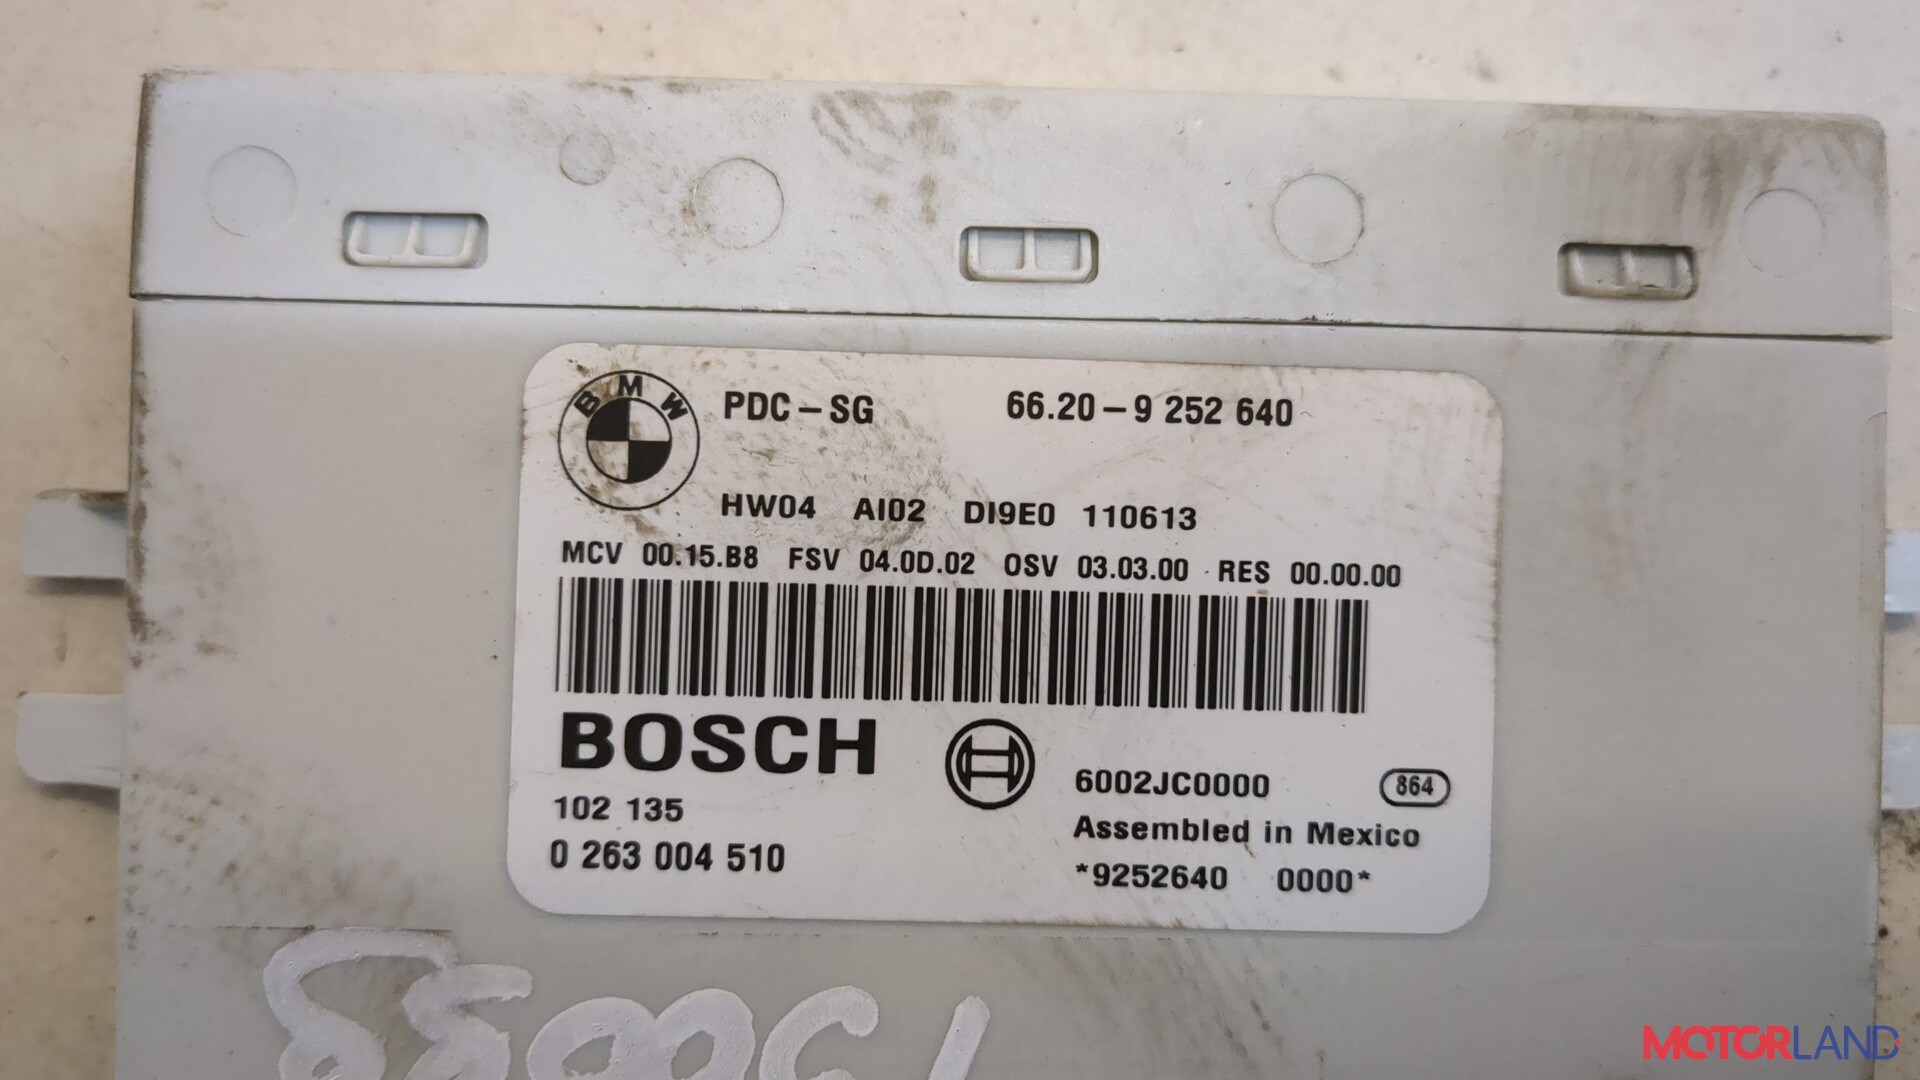 BMW
PDC – SG 66.20 – 9 252 640
HW04 AI02 DI9E0 110613
MCV 00.15.B8 FSV 04.0D.02 OSV 03.03.00 RES 00.00.00
BOSCH
6002JC0000 864
102 135
Assembled in Mexico
0 263 004 510
*9252640 0000*
MOTORLAND